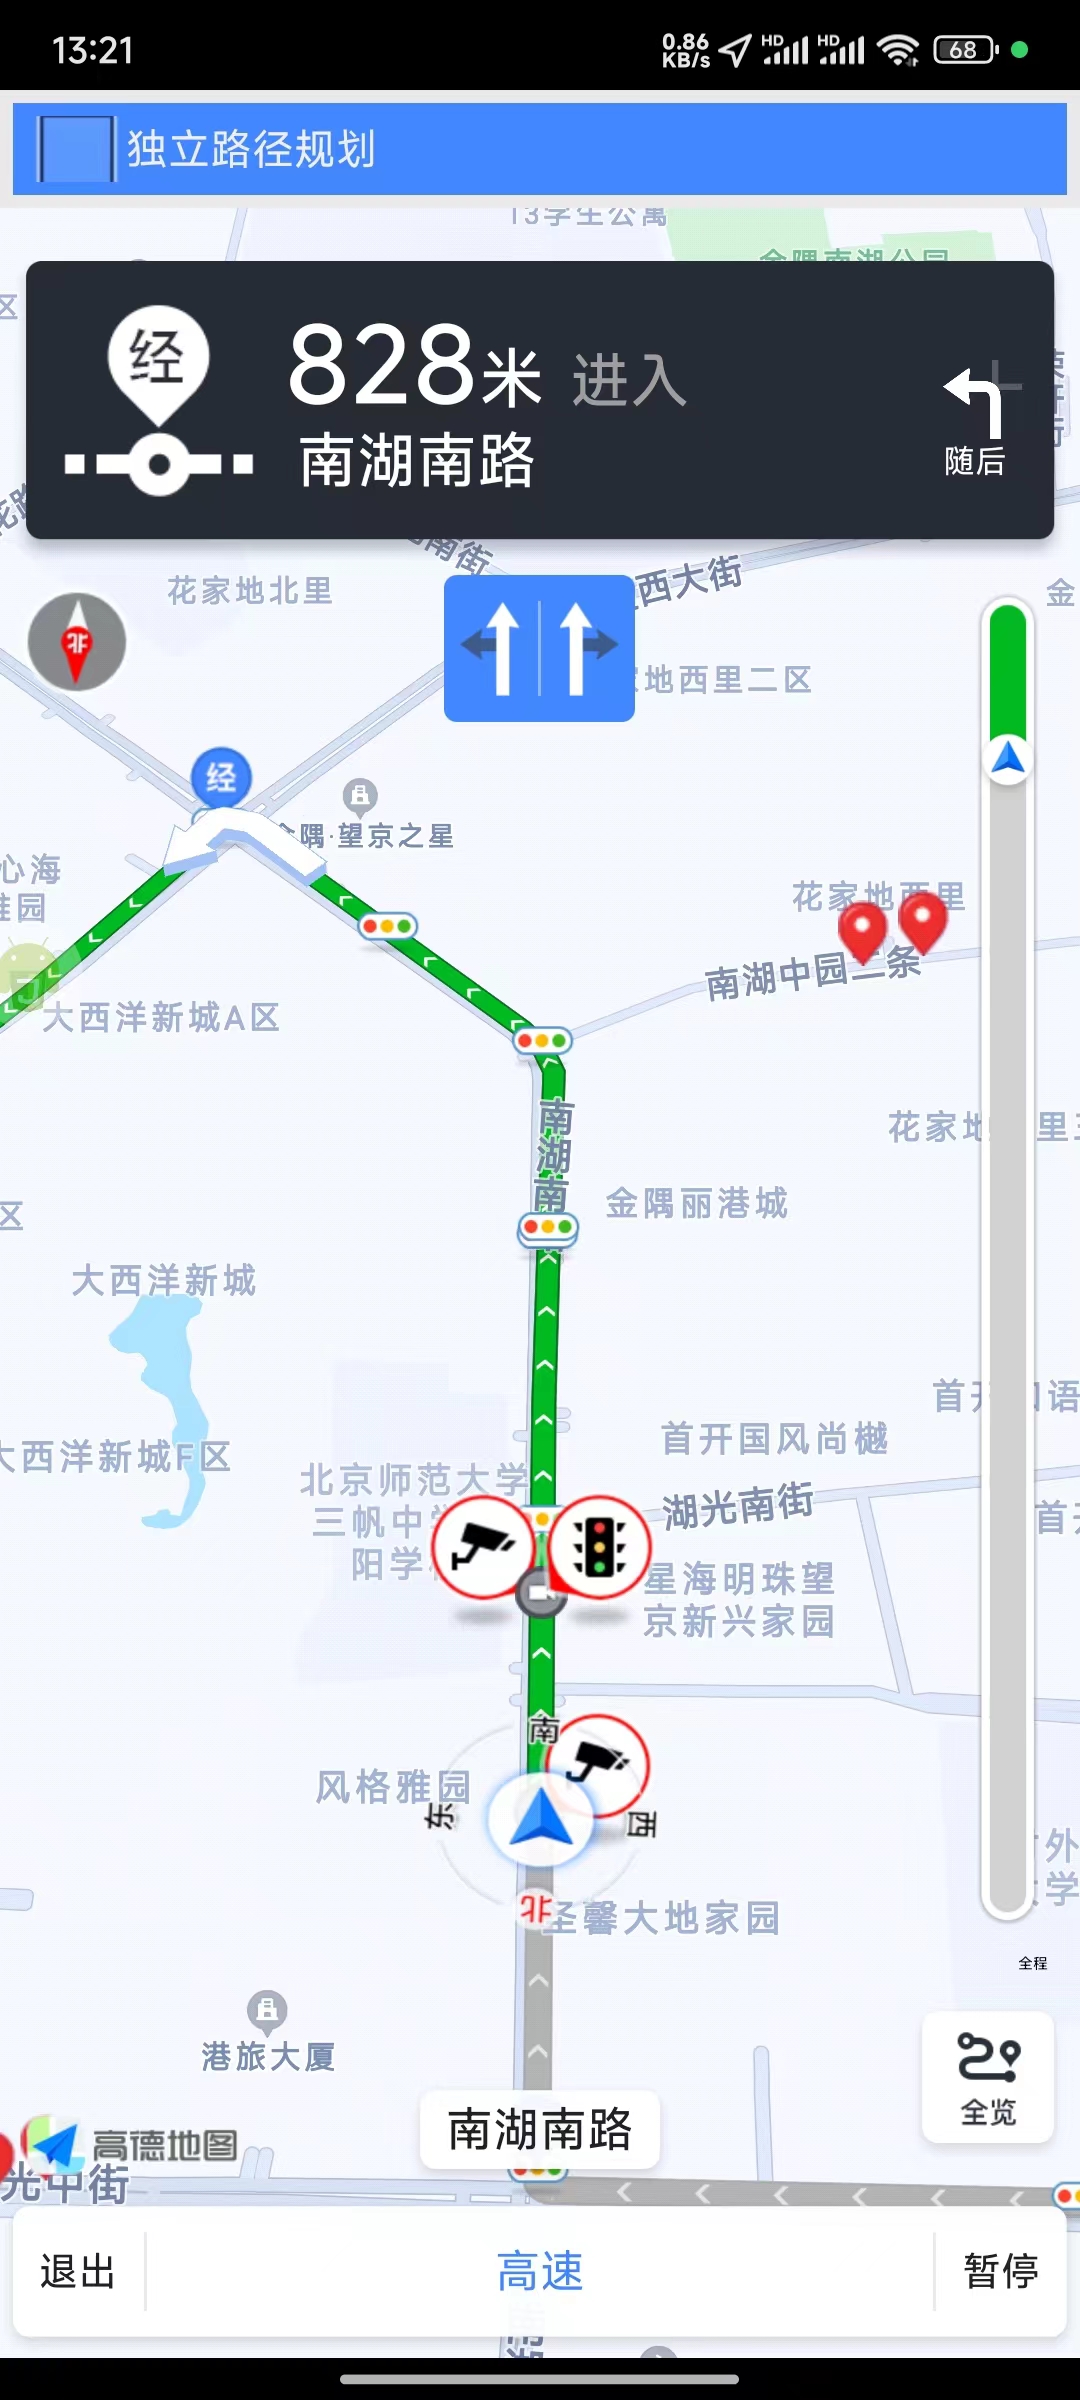 13:21
0.86
KB/s
HD
HD
68
独立路径规划
13学生公寓
金隅南湖公园
区
经
828米 进入
南湖南路
随后
南街
西大街
花家地北里
金
北
地西里二区
经
金隅·望京之星
心海
雅园
花家地西里
南湖中园二条
大西洋新城A区
南湖南
花家地
里三
金隅丽港城
区
大西洋新城
首开
语
首开国风尚樾
大西洋新城F区
北京师范大学
三帆中学
阳学
湖光南街
首开
星海明珠望
京新兴家园
南
风格雅园
东
西
外
学
北
圣馨大地家园
全程
港旅大厦
全览
南湖南路
高德地图
光中街
退出
高速
暂停